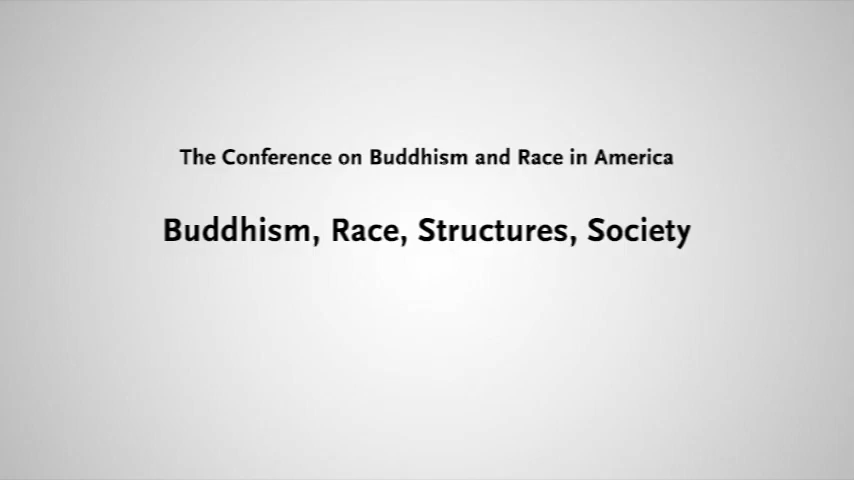 The Conference on Buddhism and Race in America
Buddhism, Race, Structures, Society